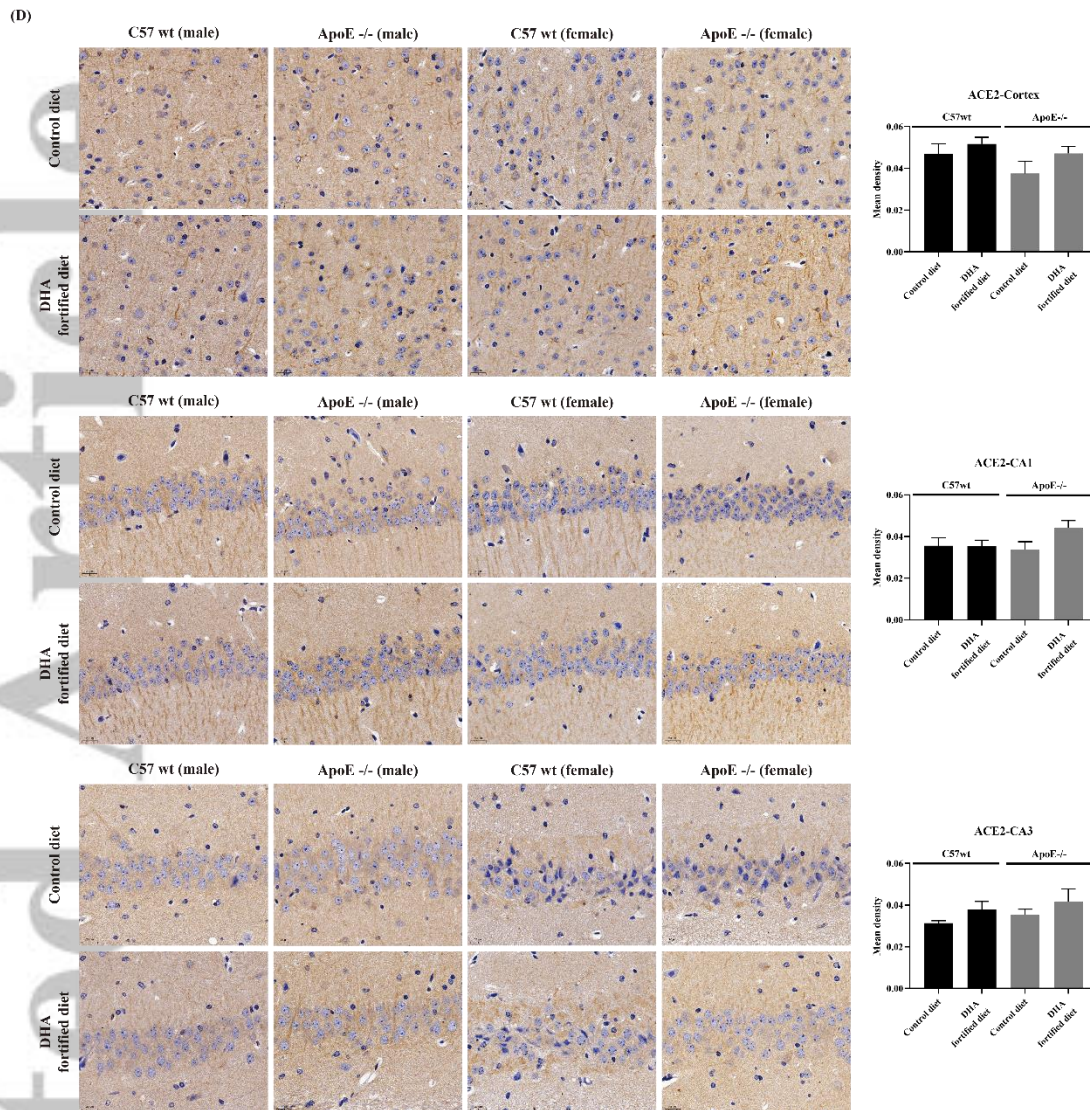 (D)
C57 wt (male) ApoE -/- (male) C57 wt (female) ApoE -/- (female)
Control diet
DHA
fortified diet
ACE2-Cortex
C57wt ApoE-/-
Mean density
0.06
0.04
0.02
0.00
Control diet
DHA
fortified diet
Control diet
DHA
fortified diet
C57 wt (male) ApoE -/- (male) C57 wt (female) ApoE -/- (female)
Control diet
DHA
fortified diet
ACE2-CA1
C57wt ApoE-/-
Mean density
0.06
0.04
0.02
0.00
Control diet
DHA
fortified diet
Control diet
DHA
fortified diet
C57 wt (male) ApoE -/- (male) C57 wt (female) ApoE -/- (female)
Control diet
DHA
fortified diet
ACE2-CA3
C57wt ApoE-/-
Mean density
0.06
0.04
0.02
0.00
Control diet
DHA
fortified diet
Control diet
DHA
fortified diet
ed Article